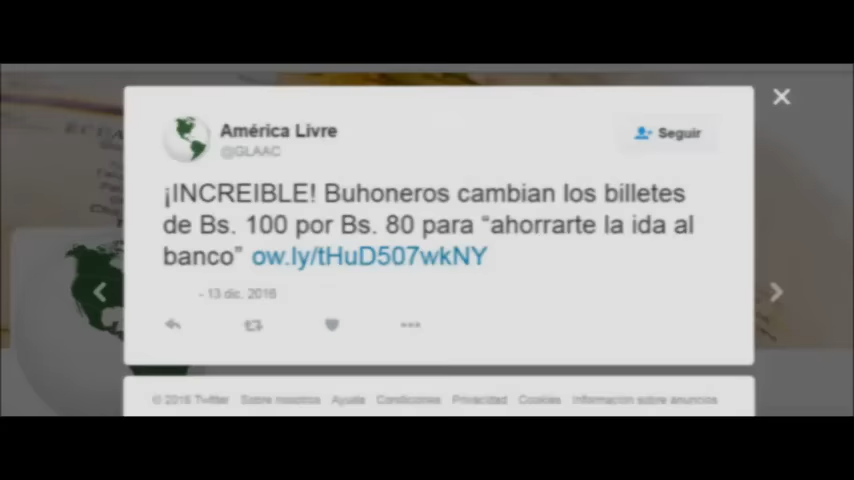 América Livre
@GLAAC
Seguir
¡INCREIBLE! Buhoneros cambian los billetes
de Bs. 100 por Bs. 80 para “ahorrarte la ida al
banco” ow.ly/tHuD507wkNY
- 13 dic. 2016
© 2016 Twitter Sobre nosotros Ayuda Condiciones Privacidad Cookies Información sobre anuncios